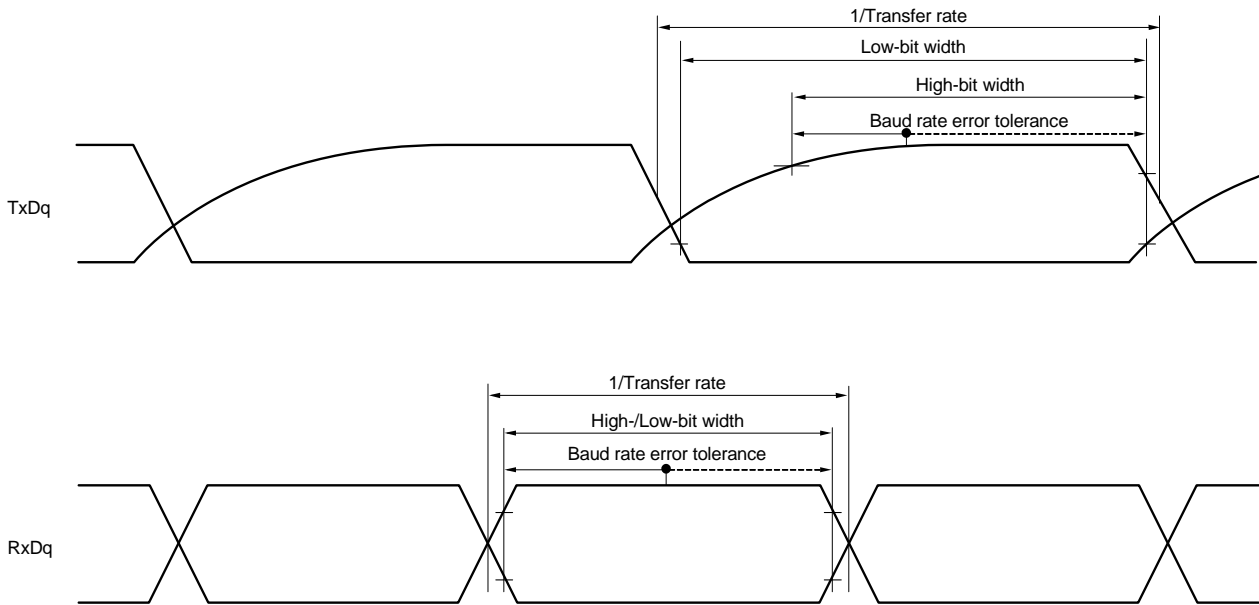 1/Transfer rate
Low-bit width
High-bit width
Baud rate error tolerance
TxDq
1/Transfer rate
High-/Low-bit width
Baud rate error tolerance
RxDq